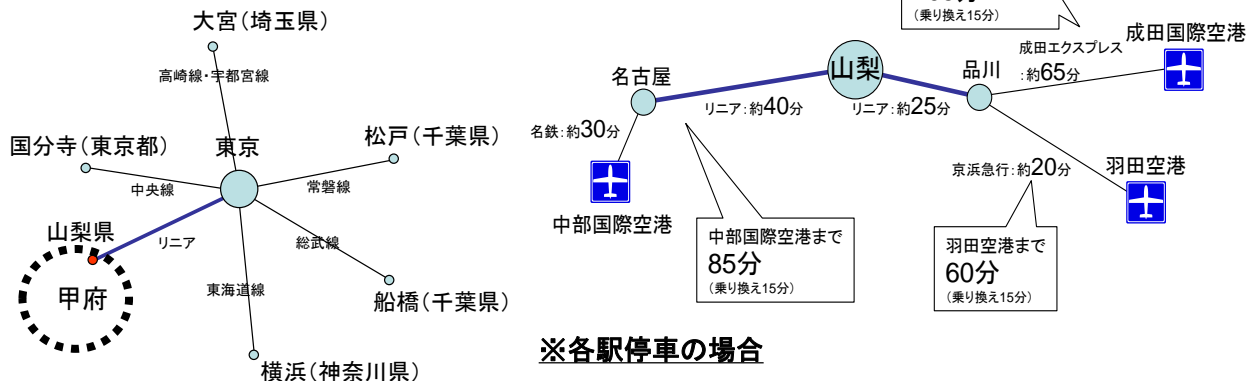 大宮(埼玉県)
高崎線・宇都宮線
国分寺(東京都)
東京
松戸(千葉県)
中央線
常磐線
山梨県
リニア
総武線
甲府
東海道線
船橋(千葉県)
横浜(神奈川県)
(乗り換え15分)
成田国際空港
成田エクスプレス
:約65分
名古屋
山梨
品川
リニア:約40分
リニア:約25分
名鉄:約30分
京浜急行:約20分
羽田空港
中部国際空港
中部国際空港まで
85分
(乗り換え15分)
羽田空港まで
60分
(乗り換え15分)
※各駅停車の場合